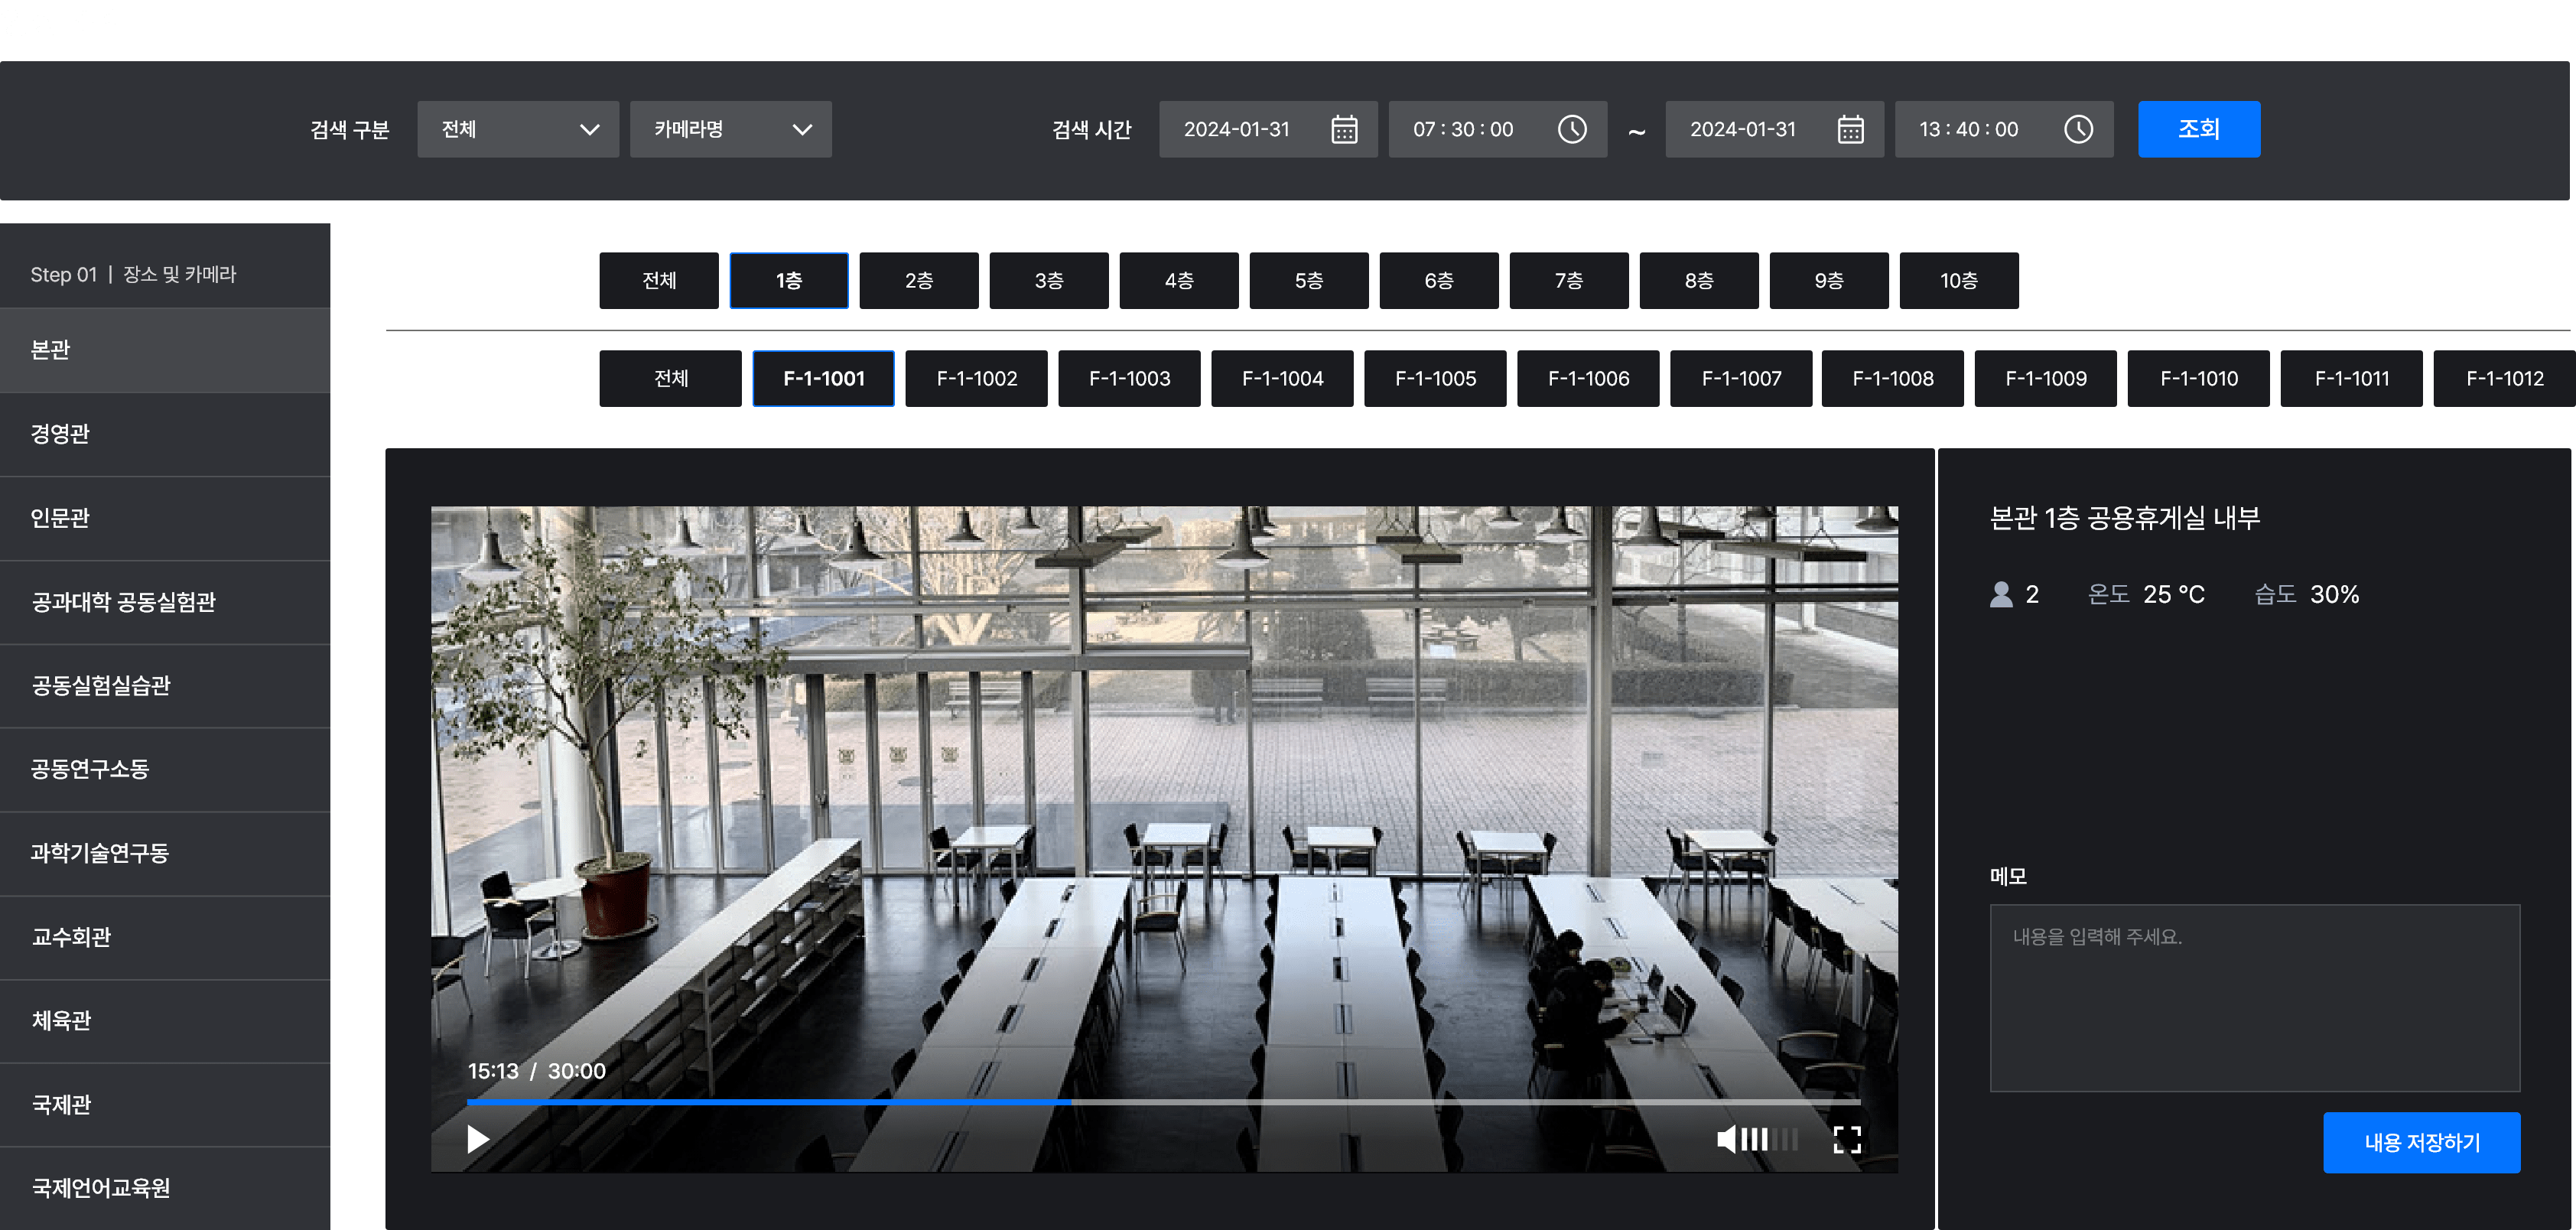 검색 구분 전체 카메라명 검색 시간 2024-01-31 07 : 30 : 00 ~ 2024-01-31 13 : 40 : 00 조회
Step 01 | 장소 및 카메라
본관
경영관
인문관
공과대학 공동실험관
공동실험실습관
공동연구소동
과학기술연구동
교수회관
체육관
국제관
국제언어교육원
전체 1층 2층 3층 4층 5층 6층 7층 8층 9층 10층
전체 F-1-1001 F-1-1002 F-1-1003 F-1-1004 F-1-1005 F-1-1006 F-1-1007 F-1-1008 F-1-1009 F-1-1010 F-1-1011 F-1-1012
15:13 / 30:00
본관 1층 공용휴게실 내부
2 온도 25 °C 습도 30%
메모
내용을 입력해 주세요.
내용 저장하기